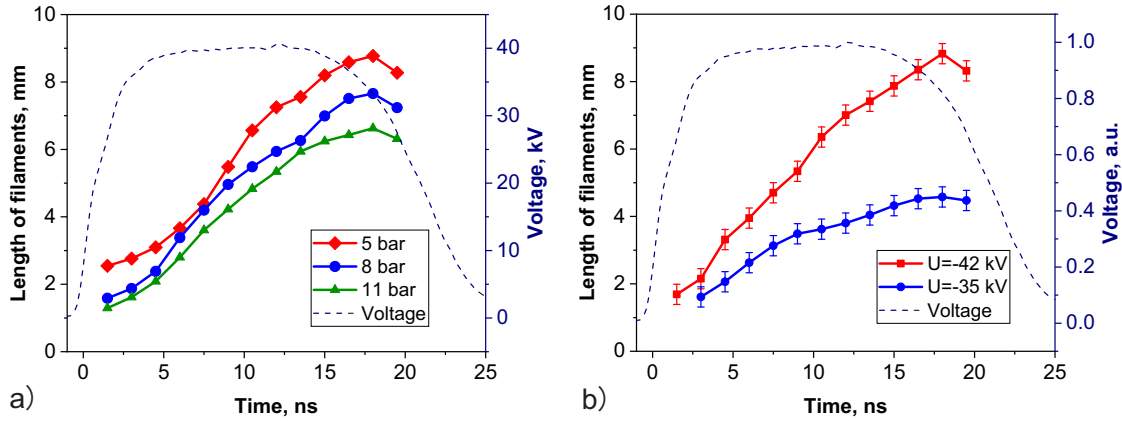 10
8
6
4
2
0
Length of filaments, mm
40
30
20
10
0
Voltage, kV
5 bar
8 bar
11 bar
Voltage
0
5
10
15
20
25
Time, ns
a)
10
8
6
4
2
0
Length of filaments, mm
1.0
0.8
0.6
0.4
0.2
0.0
Voltage, a.u.
U=-42 kV
U=-35 kV
Voltage
0
5
10
15
20
25
Time, ns
b)